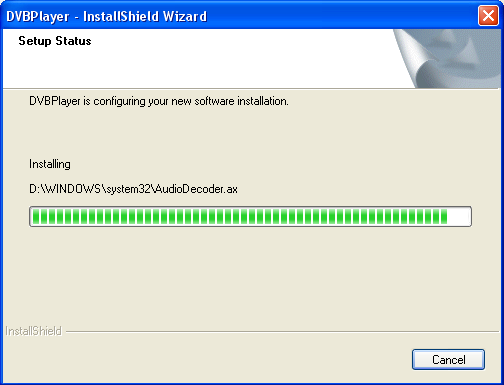 DVBPlayer - InstallShield Wizard
Setup Status
DVBPlayer is configuring your new software installation.
Installing
D:\WINDOWS\system32\AudioDecoder.ax
InstallShield
Cancel